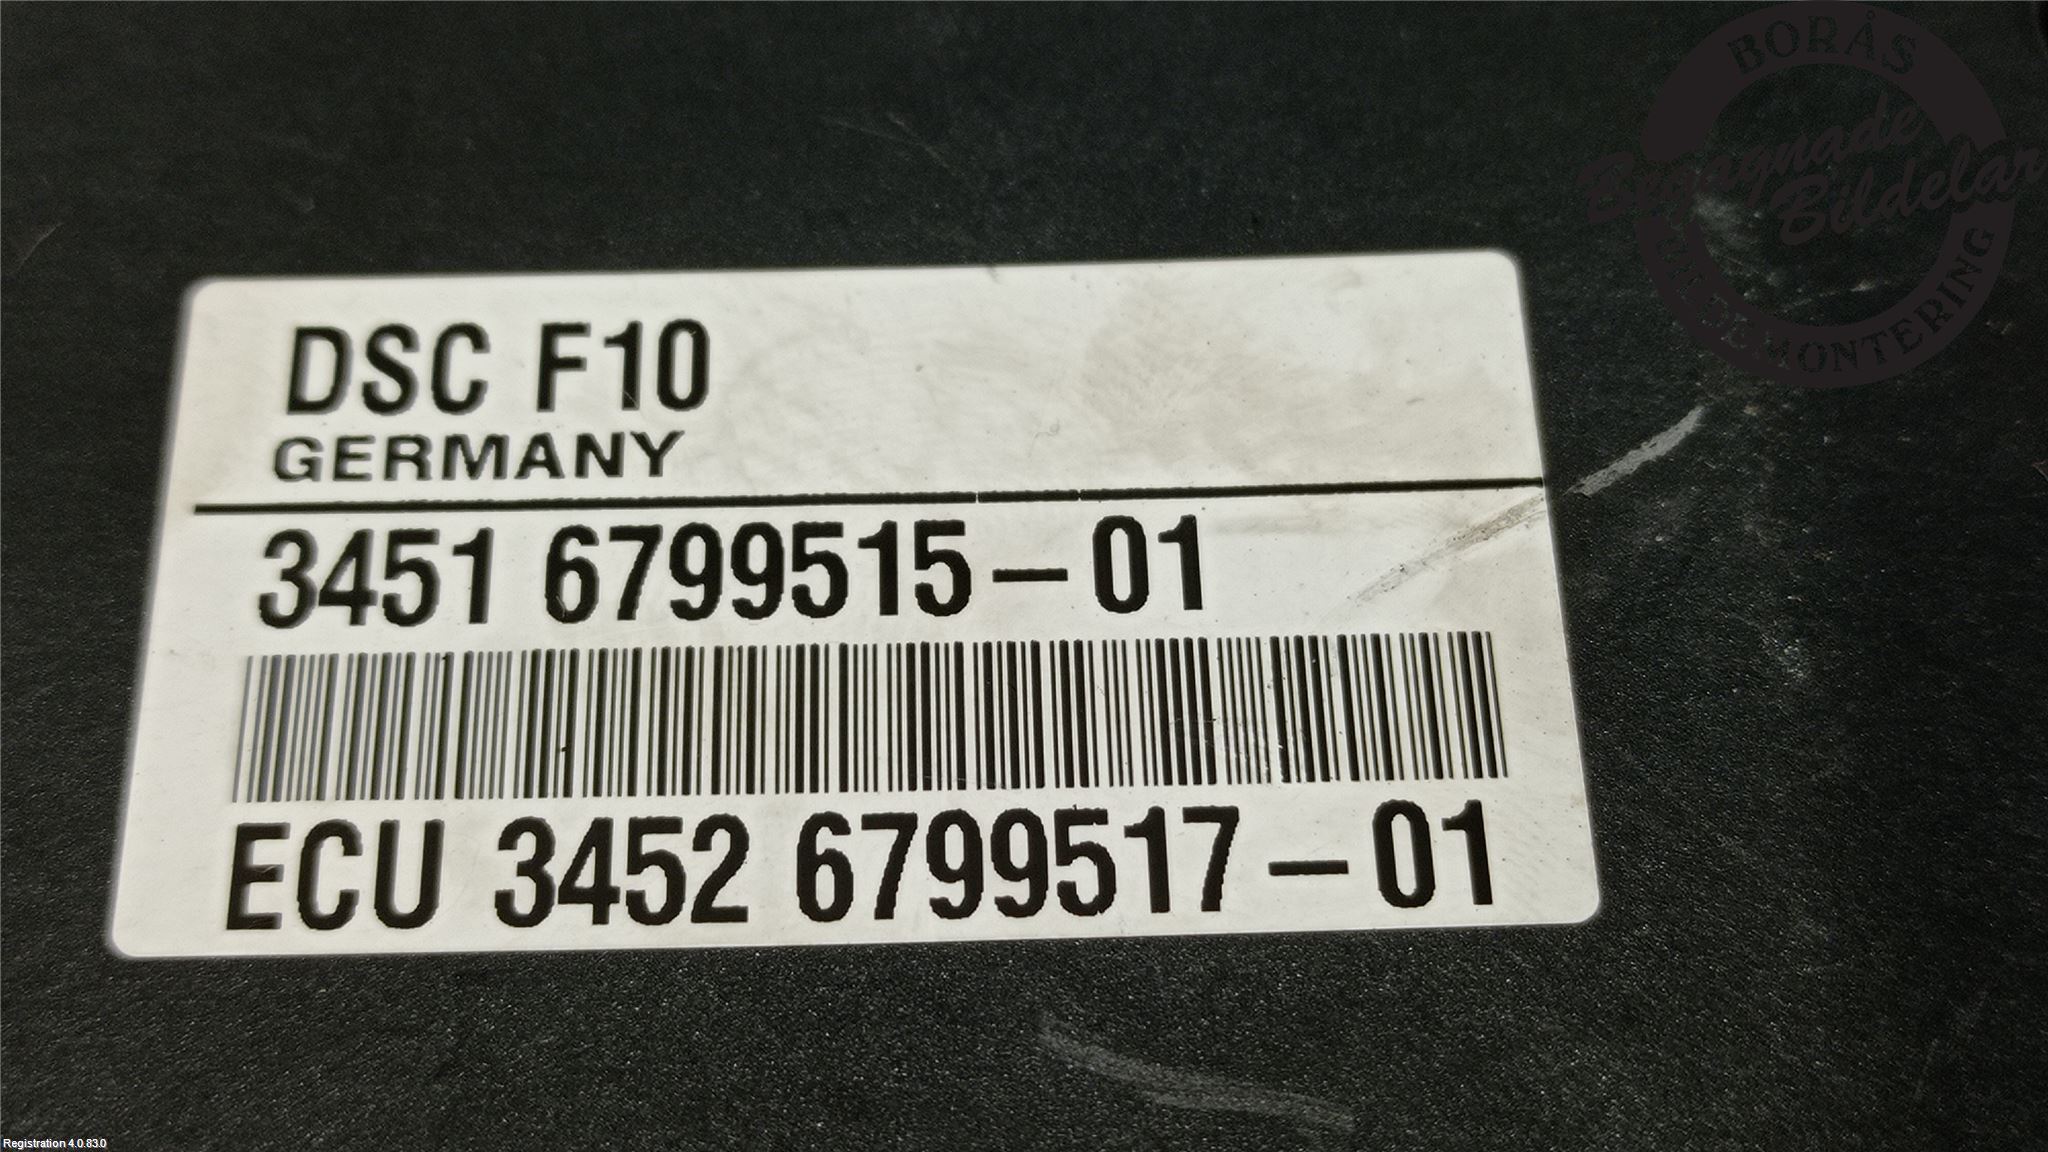 BORÅS
Begagnade
Bildelar
BILDEMONTERING
DSC F10
GERMANY
3451 6799515-01
ECU 3452 6799517-01
Registration 4.0.83.0